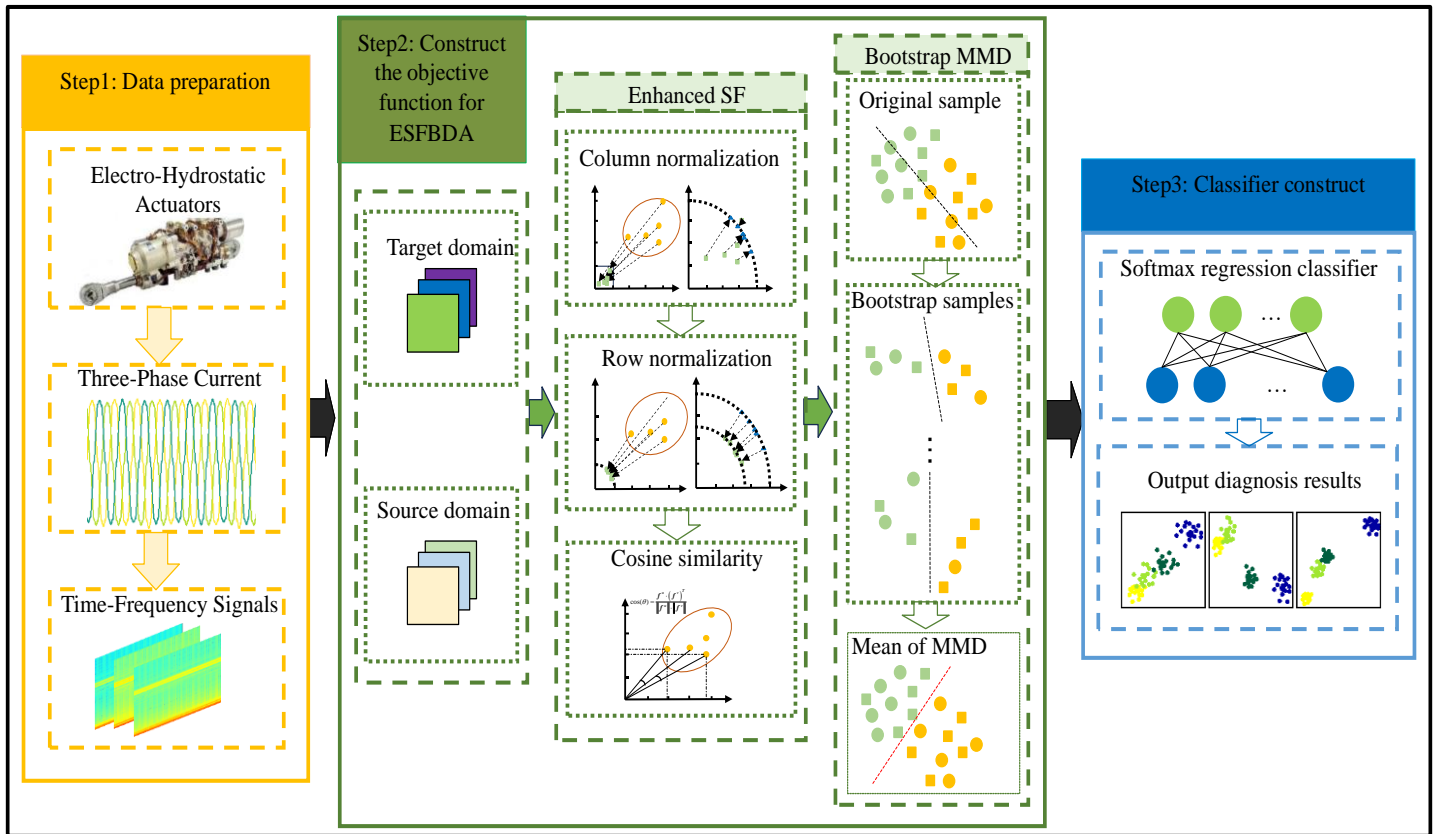 Step1: Data preparation
Electro-Hydrostatic
Actuators
Three-Phase Current
Time-Frequency Signals
Step2: Construct
the objective
function for
ESFBDA
Target domain
Source domain
Enhanced SF
Column normalization
Row normalization
Cosine similarity
Bootstrap MMD
Original sample
Bootstrap samples
Mean of MMD
Step3: Classifier construct
Softmax regression classifier
...
...
Output diagnosis results